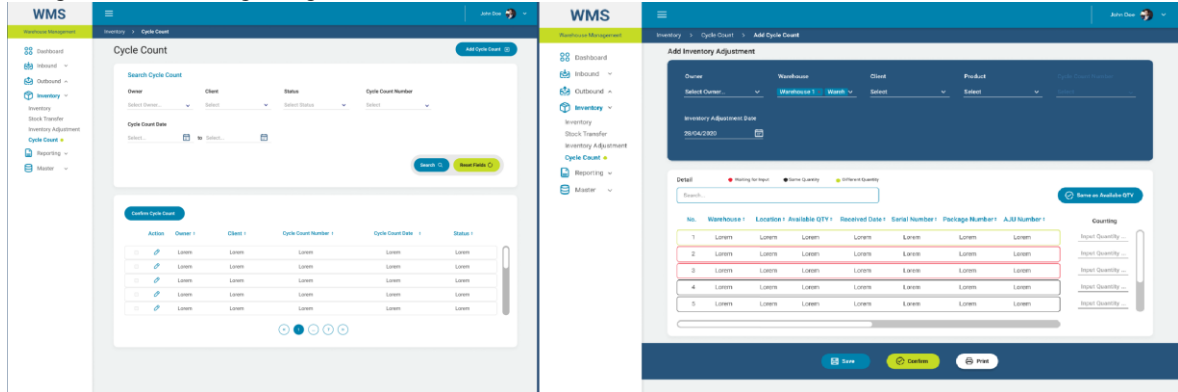 WMS
John Doe
Warehouse Management
Inventory > Cycle Count
Dashboard
Inbound
Outbound
Inventory
Inventory
Stock Transfer
Inventory Adjustment
Cycle Count
Reporting
Master
Cycle Count
Add Cycle Count
Search Cycle Count
Owner Client Status Cycle Count Number
Select Owner... Select Select Status Select
Cycle Count Date
Select... to Select...
Search Reset Fields
Confirm Cycle Count
Action Owner Client Cycle Count Number Cycle Count Date Status
Lorem Lorem Lorem Lorem Lorem
Lorem Lorem Lorem Lorem Lorem
Lorem Lorem Lorem Lorem Lorem
Lorem Lorem Lorem Lorem Lorem
Lorem Lorem Lorem Lorem Lorem
WMS
John Doe
Warehouse Management
Inventory > Cycle Count > Add Cycle Count
Dashboard
Inbound
Outbound
Inventory
Inventory
Stock Transfer
Inventory Adjustment
Cycle Count
Reporting
Master
Add Inventory Adjustment
Owner Warehouse Client Product Cycle Count Number
Select Owner... Warehouse 1 Wareh Select Select Select
Inventory Adjustment Date
29/04/2020
Detail Waiting for Input Same Quantity Different Quantity
Search... Same as Available QTY
No. Warehouse Location Available QTY Received Date Serial Number Package Number AJU Number Counting
1 Lorem Lorem Lorem Lorem Lorem Lorem Lorem Input Quantity ...
2 Lorem Lorem Lorem Lorem Lorem Lorem Lorem Input Quantity ...
3 Lorem Lorem Lorem Lorem Lorem Lorem Lorem Input Quantity ...
4 Lorem Lorem Lorem Lorem Lorem Lorem Lorem Input Quantity ...
5 Lorem Lorem Lorem Lorem Lorem Lorem Lorem Input Quantity ...
Save Confirm Print